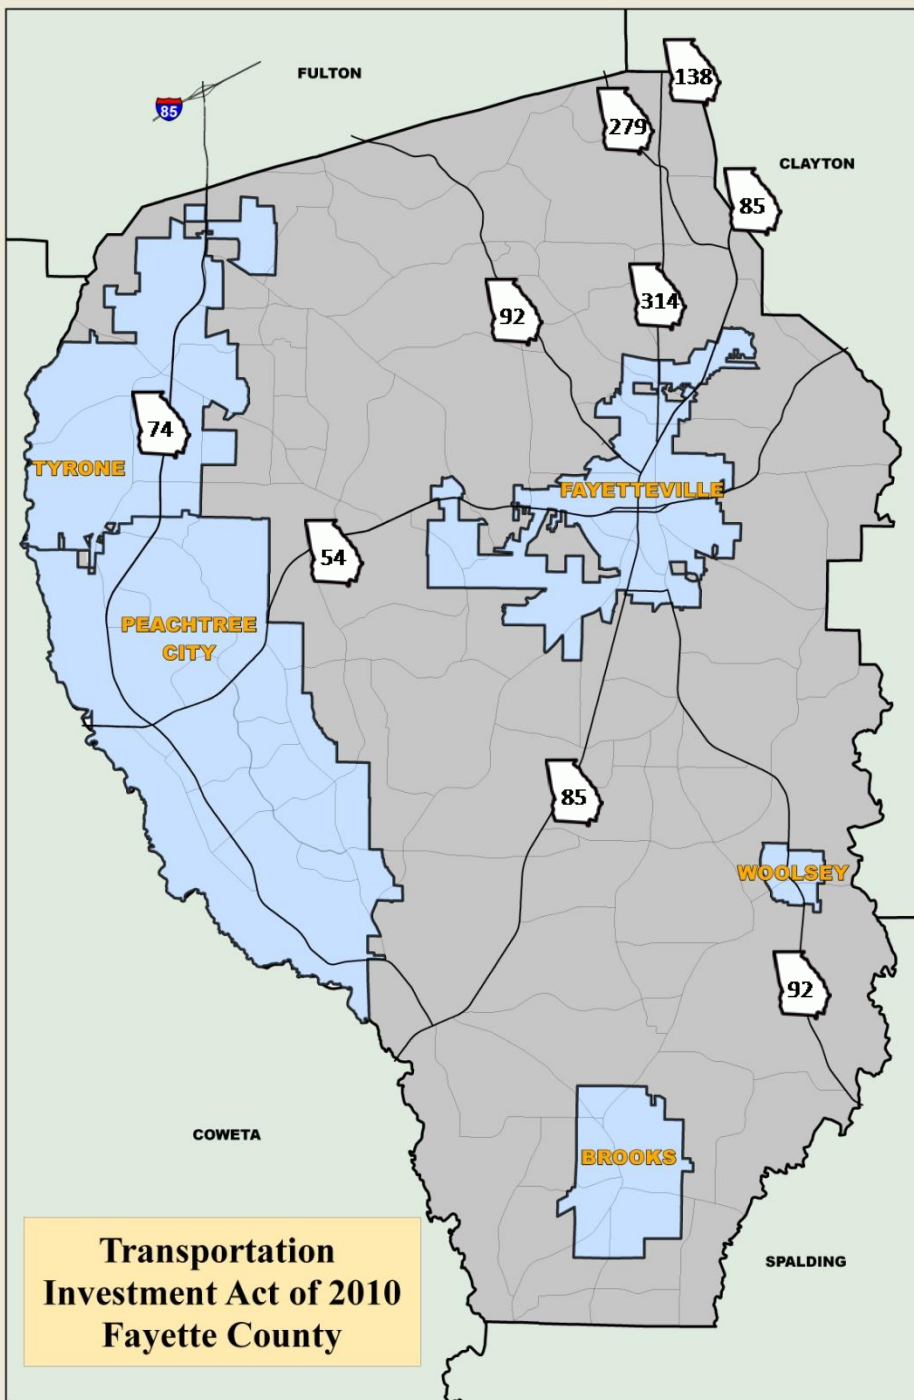 FULTON
138
85
279
CLAYTON
85
92
314
74
TYRONE
FAYETTEVILLE
54
PEACHTREE
CITY
85
WOOLSEY
92
COWETA
BROOKS
Transportation
Investment Act of 2010
Fayette County
SPALDING